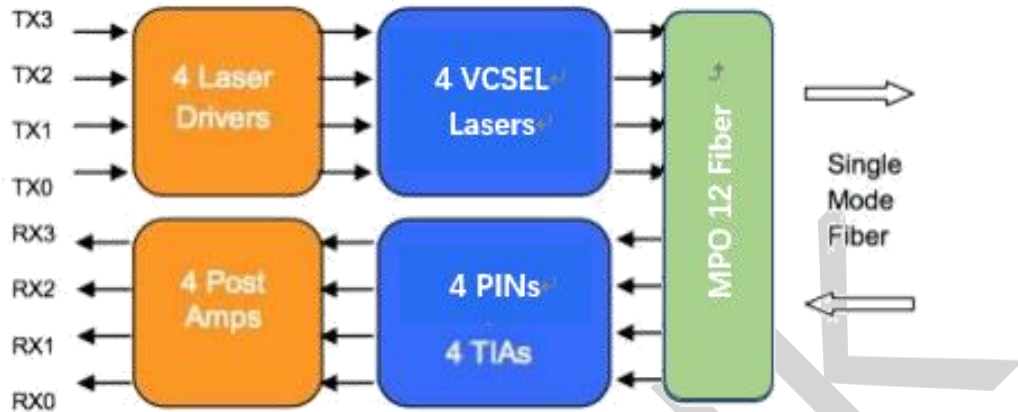 TX3
TX2
TX1
TX0
4 Laser
Drivers
4 VCSEL↵
Lasers↵
RX3
RX2
RX1
RX0
4 Post
Amps
4 PINs↵
4 TIAs
MPO 12 Fiber ↵
Single
Mode
Fiber